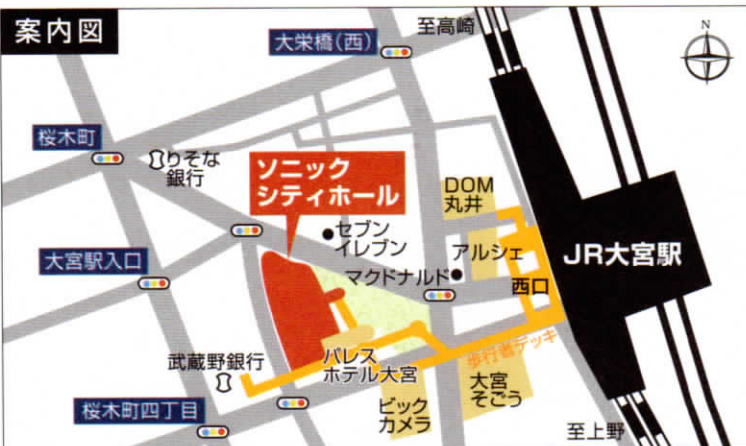 案内図
大栄橋(西)
至高崎
N
桜木町
りそな
銀行
ソニック
シティホール
DOM
丸井
セブン
イレブン
アルシェ
JR大宮駅
大宮駅入口
マクドナルド
西口
歩行者デッキ
武蔵野銀行
パレス
ホテル大宮
大宮
そごう
桜木町四丁目
ビック
カメラ
至上野